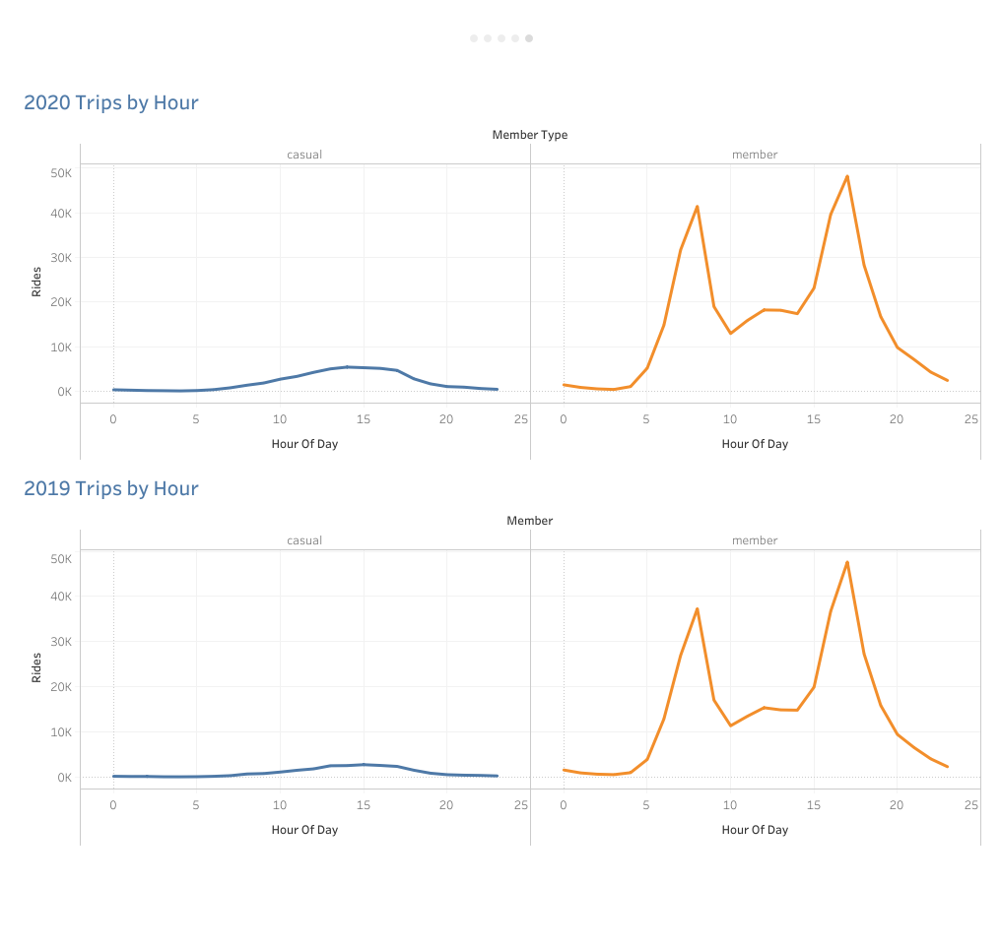 2020 Trips by Hour
Member Type
casual member
50K
40K
30K
20K
10K
0K
Rides
0 5 10 15 20 25 0 5 10 15 20 25
Hour Of Day Hour Of Day
2019 Trips by Hour
Member
casual member
50K
40K
30K
20K
10K
0K
Rides
0 5 10 15 20 25 0 5 10 15 20 25
Hour Of Day Hour Of Day